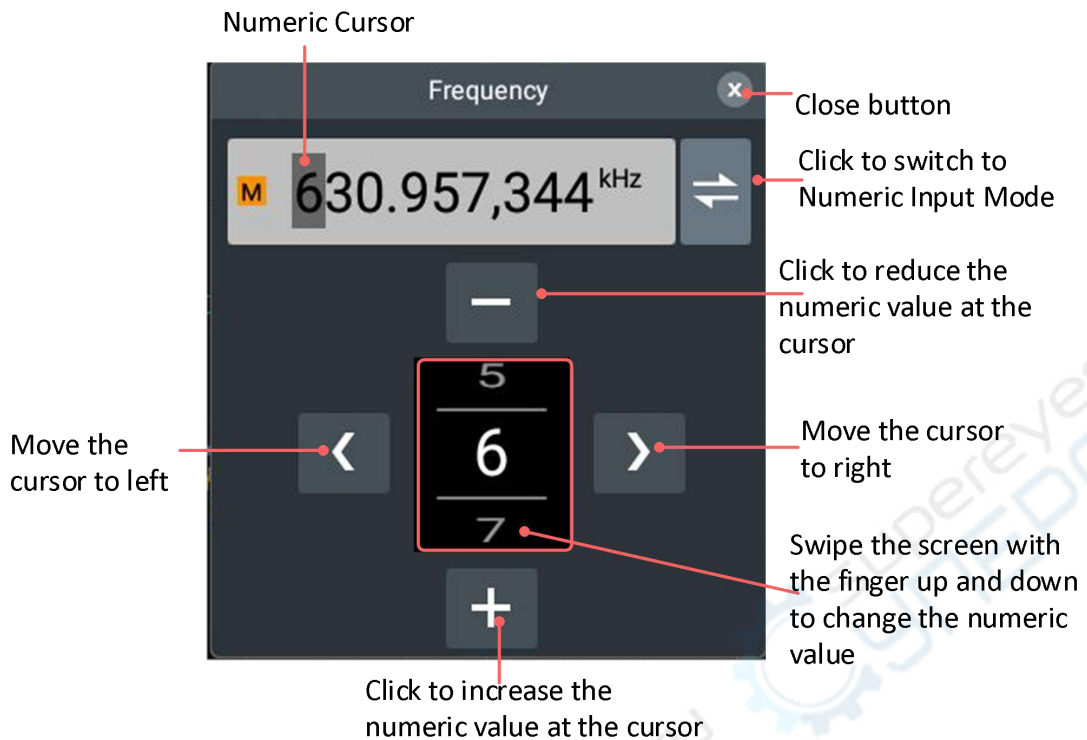 Numeric Cursor
Frequency
x
Close button
M 630.957,344 kHz
Click to switch to
Numeric Input Mode
−
Click to reduce the
numeric value at the
cursor
5
6
7
Move the
cursor to left
Move the cursor
to right
Swipe the screen with
the finger up and down
to change the numeric
value
+
Click to increase the
numeric value at the cursor